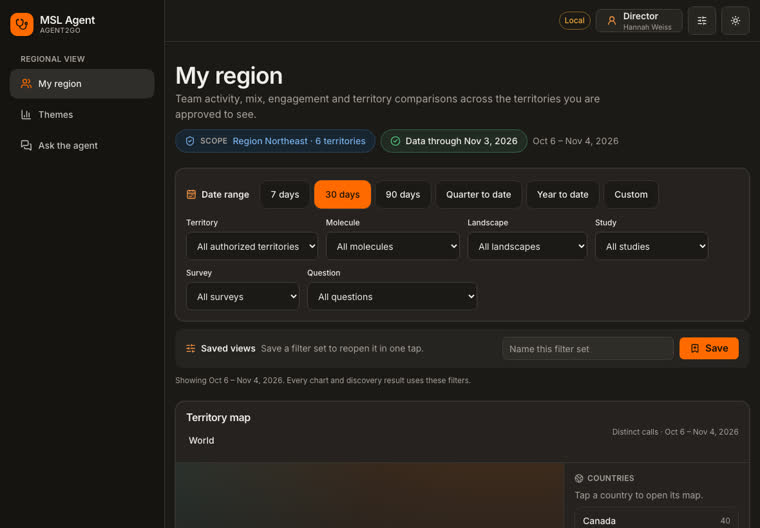 MSL Agent
AGENT2GO
REGIONAL VIEW
My region
Themes
Ask the agent
Local
Director
Hannah Weiss
My region
Team activity, mix, engagement and territory comparisons across the territories you are
approved to see.
SCOPE Region Northeast · 6 territories
Data through Nov 3, 2026
Oct 6 – Nov 4, 2026
Date range
7 days
30 days
90 days
Quarter to date
Year to date
Custom
Territory
Molecule
Landscape
Study
All authorized territories
All molecules
All landscapes
All studies
Survey
Question
All surveys
All questions
Saved views Save a filter set to reopen it in one tap.
Name this filter set
Save
Showing Oct 6 – Nov 4, 2026. Every chart and discovery result uses these filters.
Territory map
World
Distinct calls · Oct 6 – Nov 4, 2026
COUNTRIES
Tap a country to open its map.
Canada 40